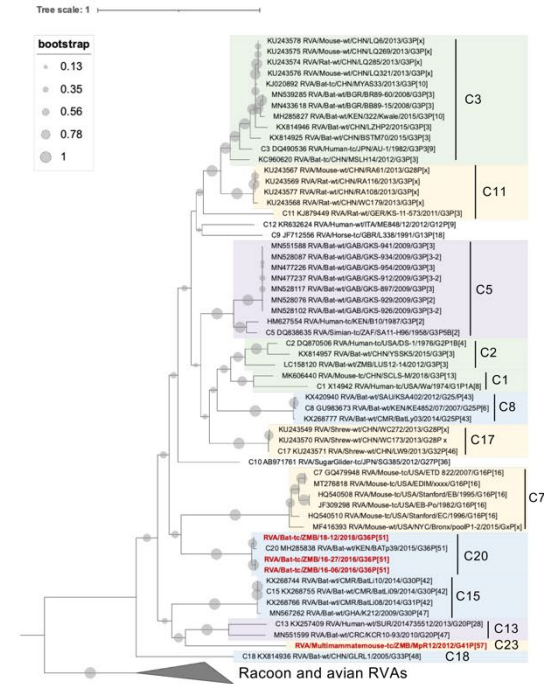 Tree scale: 1
bootstrap
0.13
0.35
0.56
0.78
1
KU243578 RVA/Mouse-wt/CHN/LQ6/2013/G3P[x]
KU243575 RVA/Mouse-wt/CHN/LQ269/2013/G3P[x]
KU243574 RVA/Rat-wt/CHN/LQ285/2013/G3P[x]
KU243576 RVA/Mouse-wt/CHN/LQ321/2013/G3P[x]
KJ020892 RVA/Bat-tc/CHN/MYAS33/2013/G3P[10]
MN539285 RVA/Bat-wt/BGR/BR89-60/2008/G3P[3]
MN433618 RVA/Bat-wt/BGR/BB89-15/2008/G3P[3]
MH285827 RVA/Bat-wt/KEN/322/Kwale/2015/G3P[10]
KX814946 RVA/Bat-wt/CHN/LZHP2/2015/G3P[3]
KX814925 RVA/Bat-wt/CHN/BSTM70/2015/G3P[3]
C3 DQ490536 RVA/Human-tc/JPN/AU-1/1982/G3P3[9]
KC960620 RVA/Bat-tc/CHN/MSLH14/2012/G3P[3]
C3
KU243567 RVA/Mouse-wt/CHN/RA61/2013/G28P[x]
KU243569 RVA/Rat-wt/CHN/RA116/2013/G3P[x]
KU243577 RVA/Rat-wt/CHN/RA108/2013/G3P[x]
KU243568 RVA/Rat-wt/CHN/WC179/2013/G3P[x]
C11 KJ879449 RVA/Rat-wt/GER/KS-11-573/2011/G3P[3]
C11
C12 KR632624 RVA/Human-wt/ITA/ME848/12/2012/G12P[9]
C9 JF712556 RVA/Horse-tc/GBR/L338/1991/G13P[18]
MN551588 RVA/Bat-wt/GAB/GKS-941/2009/G3P[3]
MN528087 RVA/Bat-wt/GAB/GKS-934/2009/G3P[3-2]
MN477226 RVA/Bat-wt/GAB/GKS-954/2009/G3P[3]
MN477237 RVA/Bat-wt/GAB/GKS-912/2009/G3P[3-2]
MN528117 RVA/Bat-wt/GAB/GKS-897/2009/G3P[3]
MN528076 RVA/Bat-wt/GAB/GKS-929/2009/G3P[2]
MN528102 RVA/Bat-wt/GAB/GKS-926/2009/G3P[3-2]
HM627554 RVA/Human-tc/KEN/B10/1987/G3P[2]
C5 DQ838635 RVA/Simian-tc/ZAF/SA11-H96/1958/G3P5B[2]
C5
C2 DQ870506 RVA/Human-tc/USA/DS-1/1976/G2P1B[4]
KX814957 RVA/Bat-wt/CHN/YSSK5/2015/G3P[3]
LC158120 RVA/Bat-wt/ZMB/LUS12-14/2012/G3P[3]
C2
MK606440 RVA/Mouse-tc/CHN/SCLS-M/2018/G3P[13]
C1 X14942 RVA/Human-tc/USA/Wa/1974/G1P1A[8]
C1
KX420940 RVA/Bat-wt/SAU/KSA402/2012/G25/P[43]
C8 GU983673 RVA/Bat-wt/KEN/KE4852/07/2007/G25P[6]
KX268777 RVA/Bat-wt/CMR/BatLy03/2014/G25P[43]
C8
KU243549 RVA/Shrew-wt/CHN/WC272/2013/G28P[x]
KU243570 RVA/Shrew-wt/CHN/WC173/2013/G28P x
C17 KU243571 RVA/Shrew-wt/CHN/LW9/2013/G32P[46]
C17
C10 AB971761 RVA/SugarGlider-tc/JPN/SG385/2012/G27P[36]
C7 GQ479948 RVA/Mouse-tc/USA/ETD 822/2007/G16P[16]
MT276818 RVA/Mouse-tc/USA/EDIM/xxxx/G16P[16]
HQ540508 RVA/Mouse-tc/USA/Stanford/EB/1995/G16P[16]
JF309298 RVA/Mouse-tc/USA/EB-Po/1982/G16P[16]
HQ540510 RVA/Mouse-tc/USA/Stanford/EC/1996/G16P[16]
MF416393 RVA/Mouse-wt/USA/NYC/Bronx/poolP1-2/2015/GxP[x]
C7
RVA/Bat-tc/ZMB/18-12/2018/G36P[51]
C20 MH285838 RVA/Bat-wt/KEN/BATp39/2015/G36P[51]
RVA/Bat-tc/ZMB/16-27/2016/G36P[51]
RVA/Bat-tc/ZMB/16-06/2016/G36P[51]
C20
KX268744 RVA/Bat-wt/CMR/BatLi10/2014/G30P[42]
C15 KX268755 RVA/Bat-wt/CMR/BatLi09/2014/G30P[42]
KX268766 RVA/Bat-wt/CMR/BatLi08/2014/G31P[42]
MN567262 RVA/Bat-wt/GHA/K212/2009/G30P[47]
C15
C13 KX257409 RVA/Human-wt/SUR/2014735512/2013/G20P[28]
MN551599 RVA/Bat-wt/CRC/KCR10-93/2010/G20P[47]
C13
RVA/Multimammatemouse-tc/ZMB/MpR12/2012/G41P[57]
C23
C18 KX814936 RVA/Bat-wt/CHN/GLRL1/2005/G33P[48]
C18
Racoon and avian RVAs